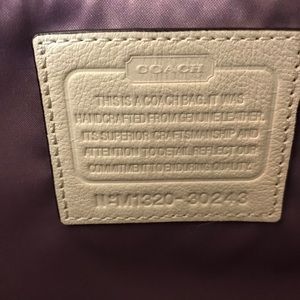 COACH
THIS IS A COACH BAG. IT WAS
HANDCRAFTED FROM GENUINE LEATHER.
ITS SUPERIOR CRAFTSMANSHIP AND
ATTENTION TO DETAIL REFLECT OUR
COMMITMENT TO ENDURING QUALITY.
M1320-30243